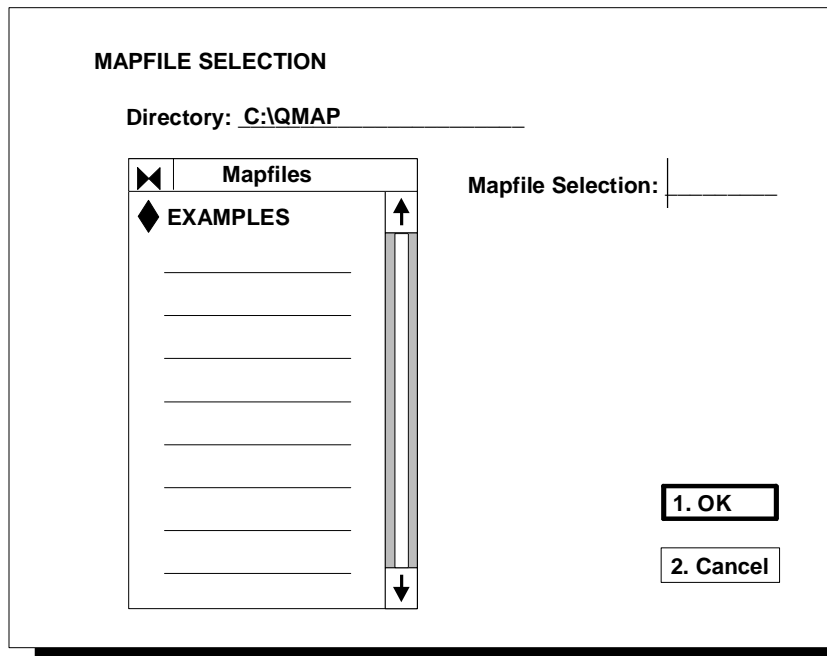 MAPFILE SELECTION
Directory: C:\QMAP
Mapfiles
Mapfile Selection:
EXAMPLES
1. OK
2. Cancel